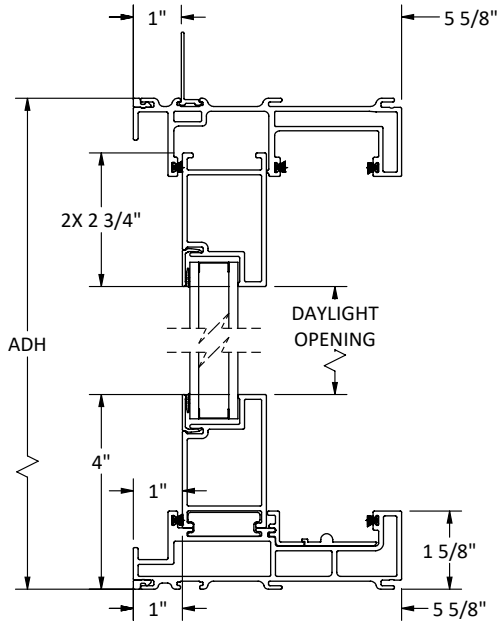 1"
5 5/8"
2X 2 3/4"
DAYLIGHT
OPENING
ADH
4"
1"
1 5/8"
1"
5 5/8"